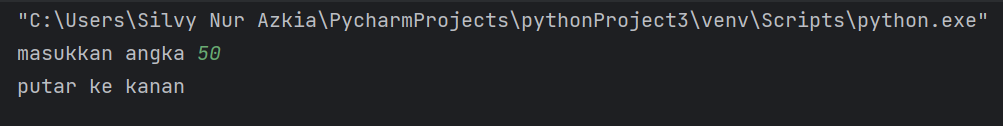 "C:\Users\Silvy Nur Azkia\PycharmProjects\pythonProject3\venv\Scripts\python.exe"
masukkan angka 50
putar ke kanan